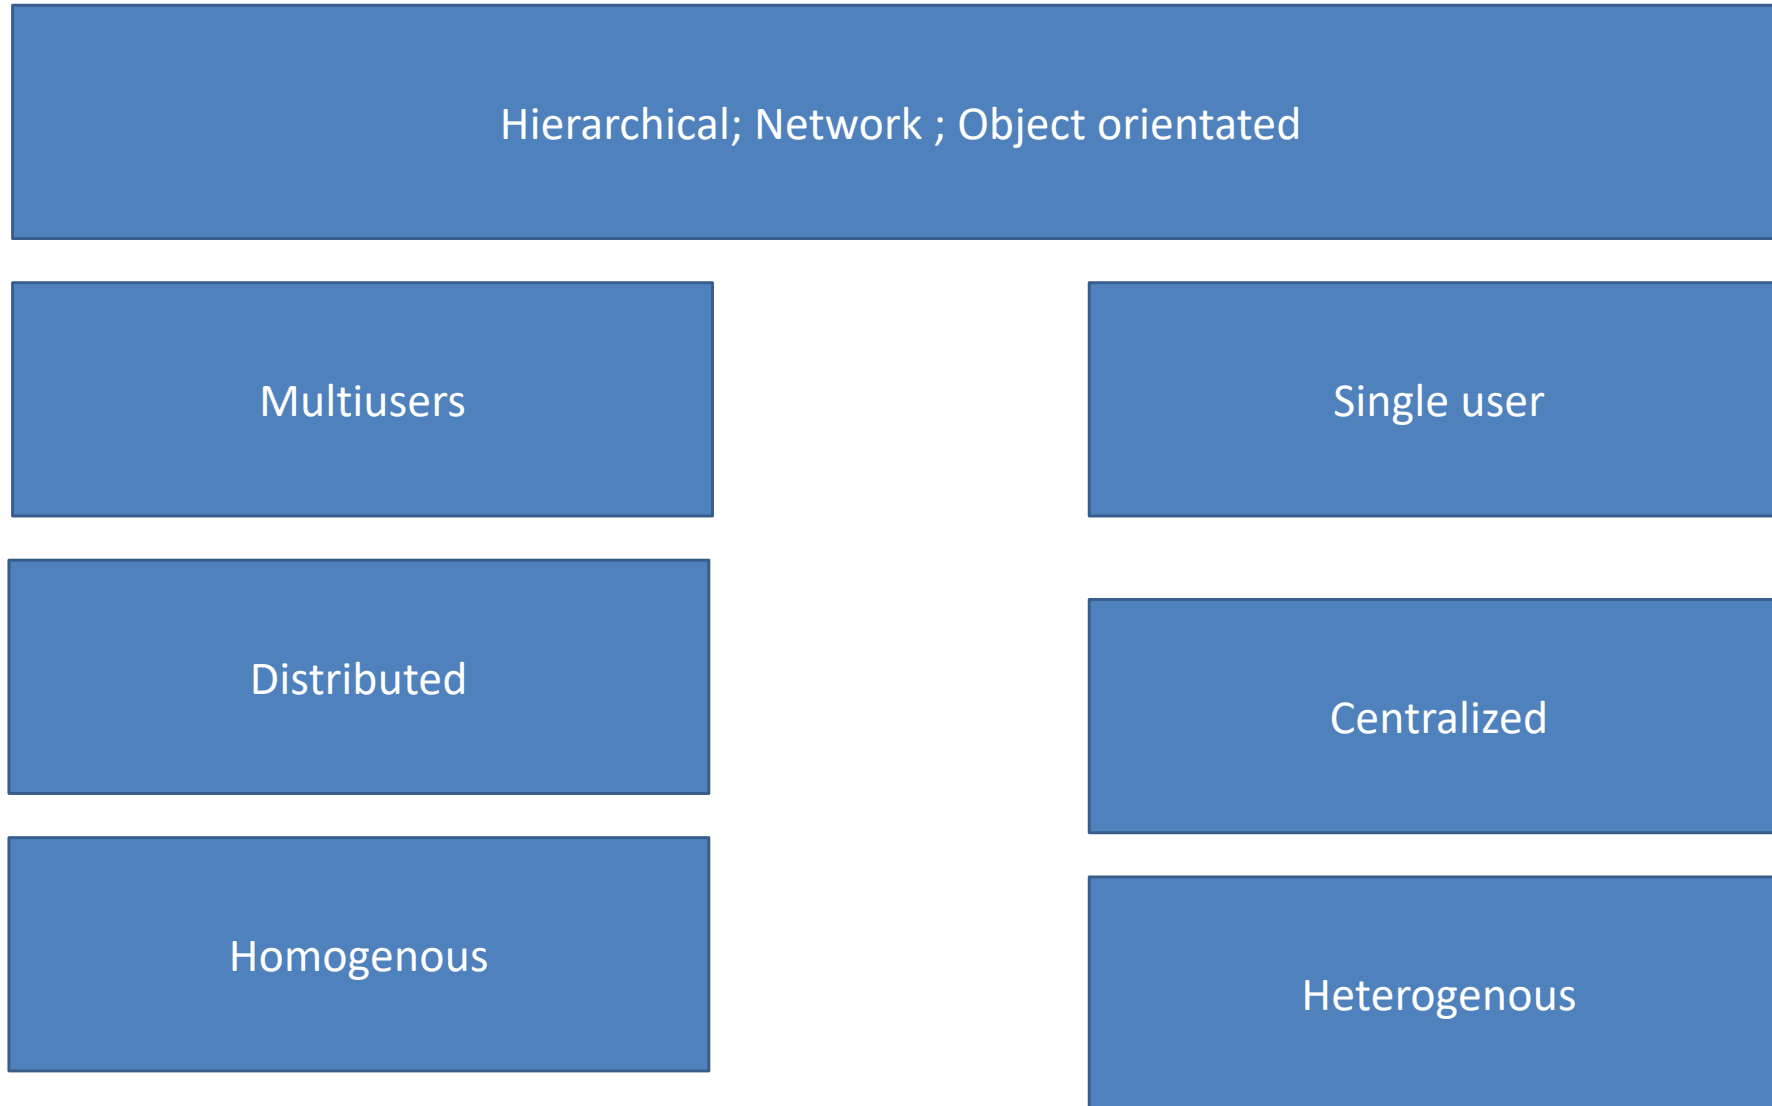 Hierarchical; Network ; Object orientated
Multiusers
Single user
Distributed
Centralized
Homogenous
Heterogenous